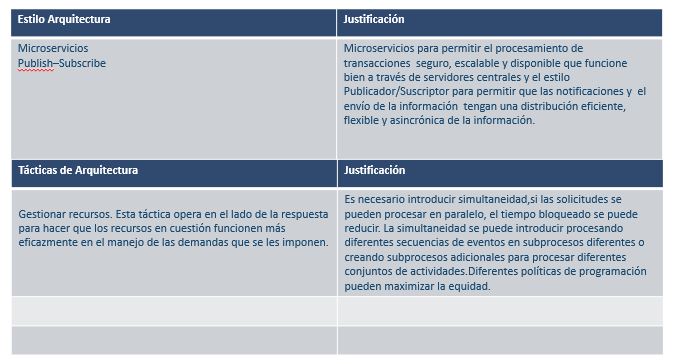 Estilo Arquitectura
Justificación
Microservicios
Publish–Subscribe
Microservicios para permitir el procesamiento de
transacciones  seguro, escalable y disponible que funcione
bien a través de servidores centrales y el estilo
Publicador/Suscriptor para permitir que las notificaciones y  el
envío de la información  tengan una distribución eficiente,
flexible y asincrónica de la información.
Tácticas de Arquitectura
Justificación
Gestionar recursos. Esta táctica opera en el lado de la respuesta
para hacer que los recursos en cuestión funcionen más
eficazmente en el manejo de las demandas que se les imponen.
Es necesario introducir simultaneidad,si las solicitudes se
pueden procesar en paralelo, el tiempo bloqueado se puede
reducir. La simultaneidad se puede introducir procesando
diferentes secuencias de eventos en subprocesos diferentes o
creando subprocesos adicionales para procesar diferentes
conjuntos de actividades.Diferentes políticas de programación
pueden maximizar la equidad.